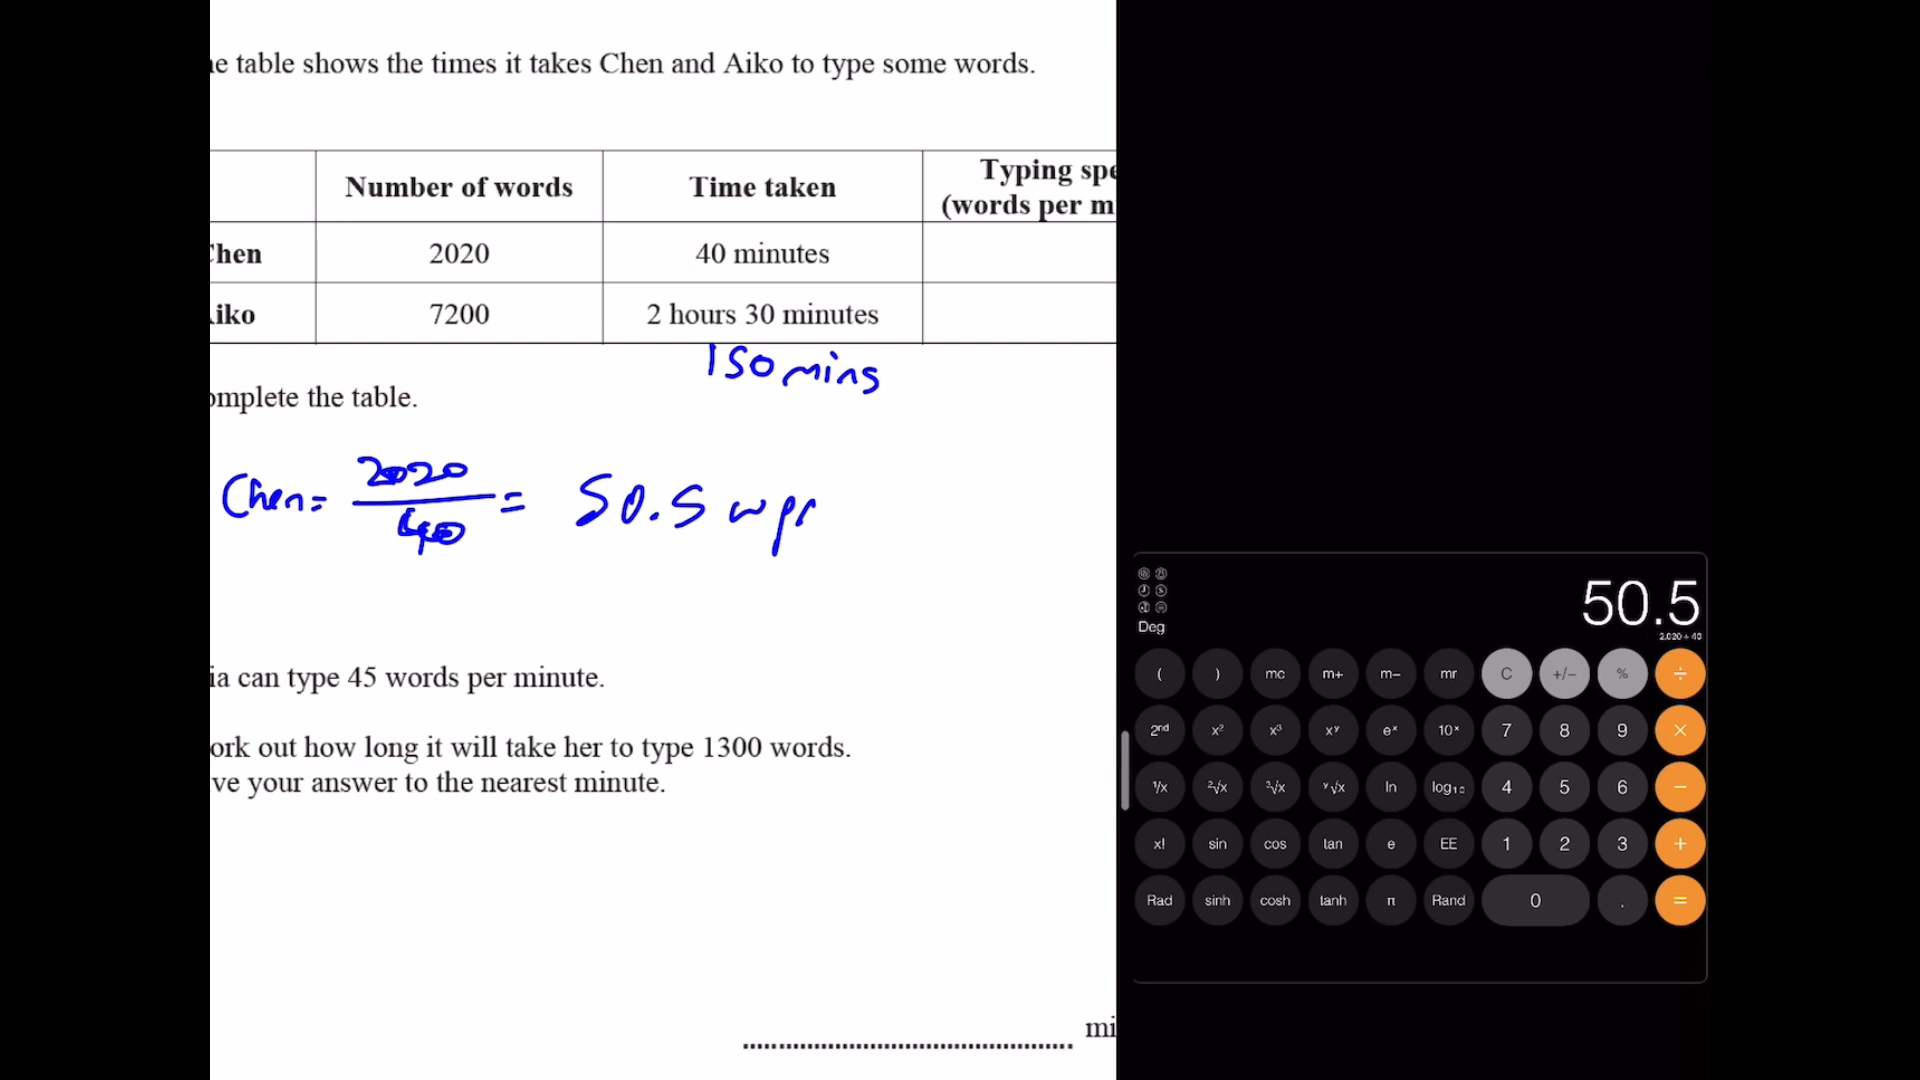 e table shows the times it takes Chen and Aiko to type some words.
Number of words Time taken Typing spe
(words per m
Chen 2020 40 minutes
iko 7200 2 hours 30 minutes
150 mins
omplete the table.
Chen = 2020 / 40 = 50.5 wp
ia can type 45 words per minute.
ork out how long it will take her to type 1300 words.
ve your answer to the nearest minute.
mi
50.5
2,020 ÷ 40
Deg
( ) mc m+ m− mr C +/− % ÷
2nd x² x³ xʸ eˣ 10ˣ 7 8 9 ×
1/x ²√x ³√x ʸ√x ln log₁₀ 4 5 6 −
x! sin cos tan e EE 1 2 3 +
Rad sinh cosh tanh π Rand 0 . =